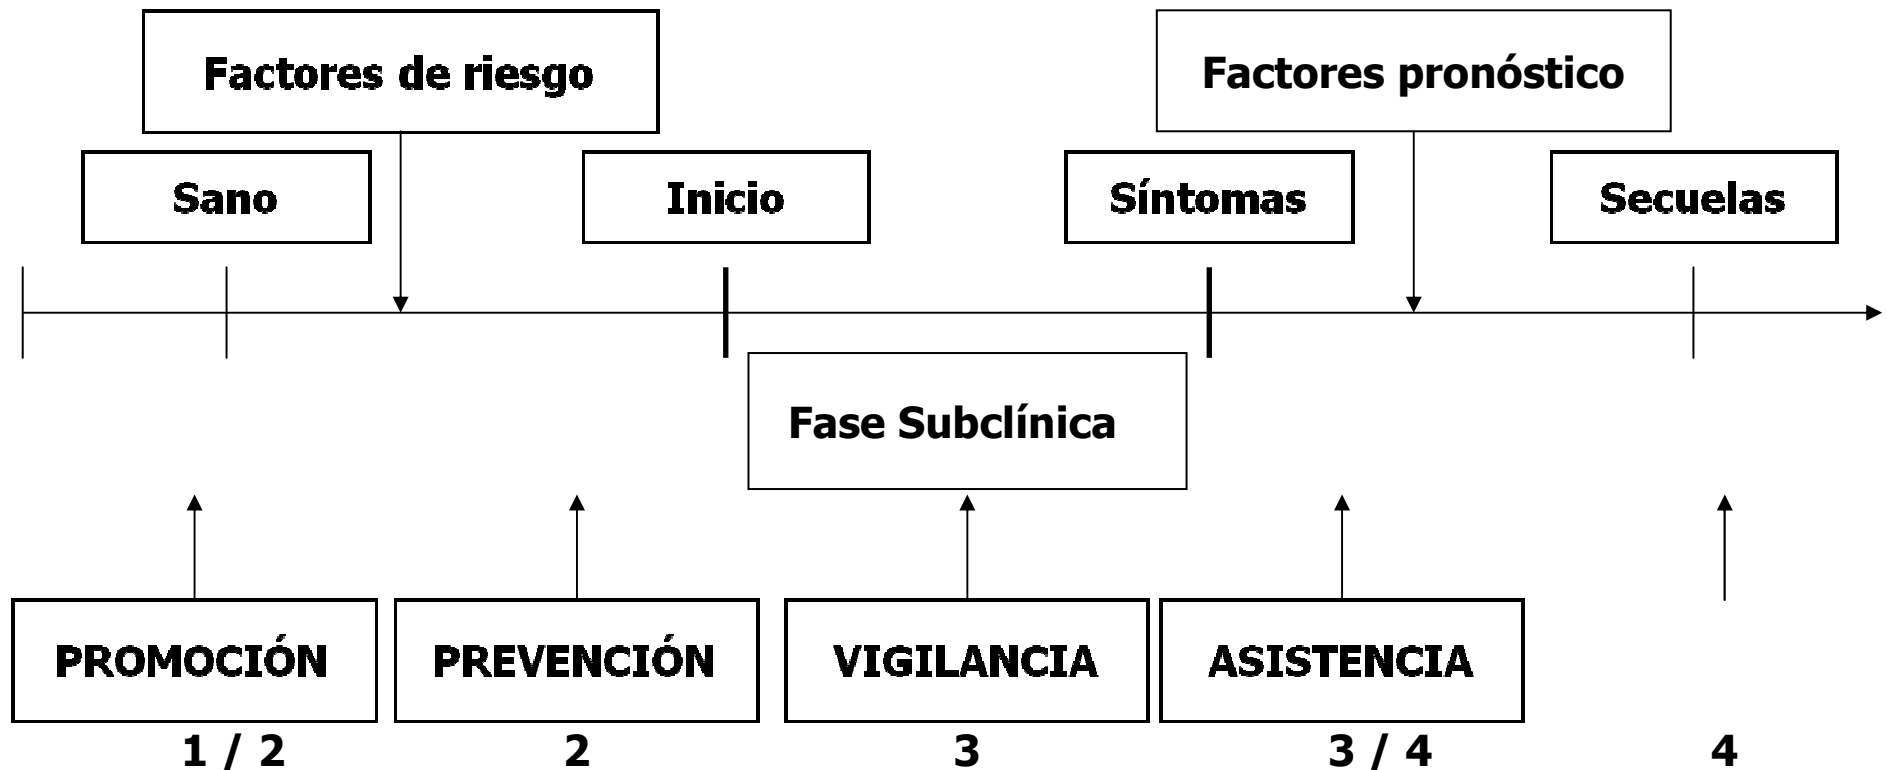 Factores de riesgo
Factores pronóstico
Sano
Inicio
Síntomas
Secuelas
Fase Subclínica
PROMOCIÓN
PREVENCIÓN
VIGILANCIA
ASISTENCIA
1 / 2
2
3
3 / 4
4